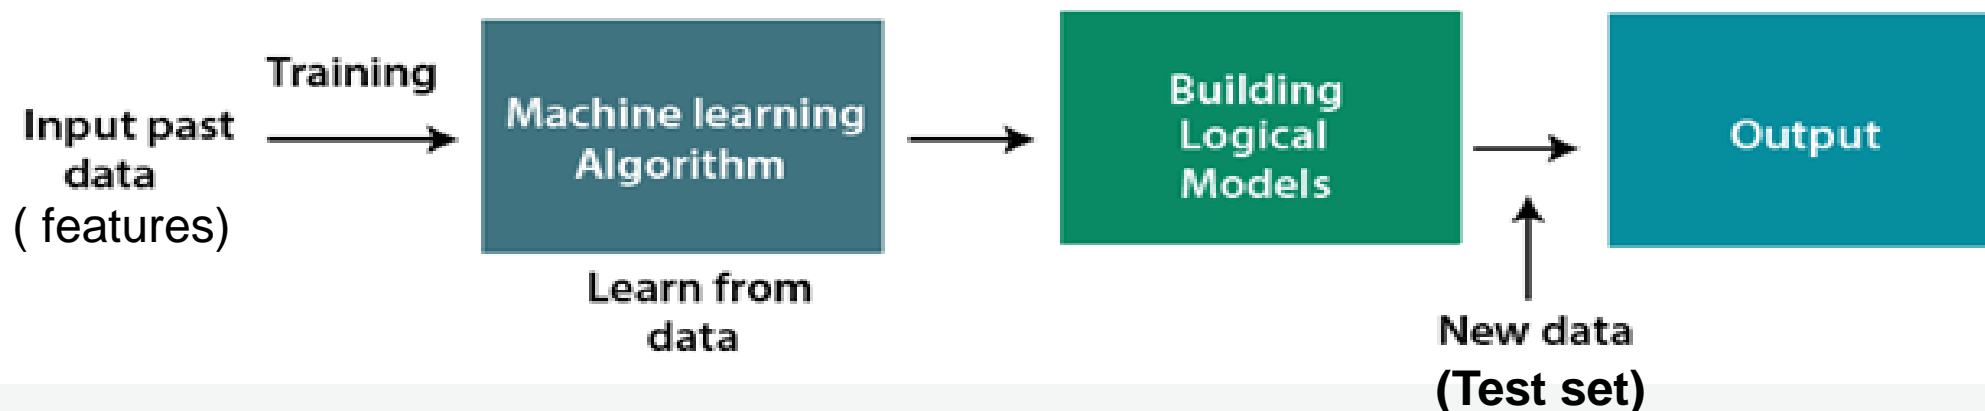 Input past
data
( features)
Training
Machine learning
Algorithm
Learn from
data
Building
Logical
Models
New data
(Test set)
Output